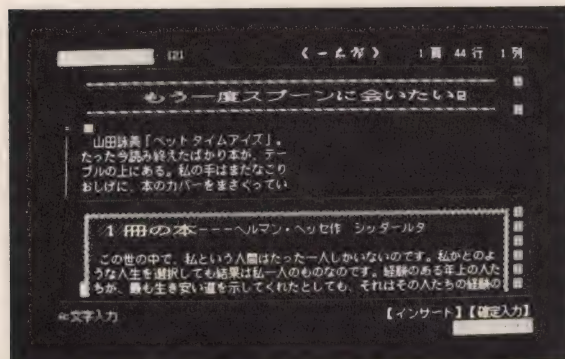 (2) 《一太郎》 1頁 44行 1列
もう一度スプーンに会いたい
山田詠美「ベットタイムアイズ」。
たった今読み終えたばかり本が、テー
ブルの上にある。私の手はまだなごり
おしげに、本のカバーをまさぐってい
1冊の本----ヘルマン・ヘッセ作 シッダールタ
この世の中で、私という人間はたった一人しかいないのです。私がどのよ
うな人生を選択しても結果は私一人のものなのです。経験のある年上の人た
ちが、最も生き安い道を示してくれたとしても、それはその人たちの経験の
文字入力 【インサート】【確定入力】